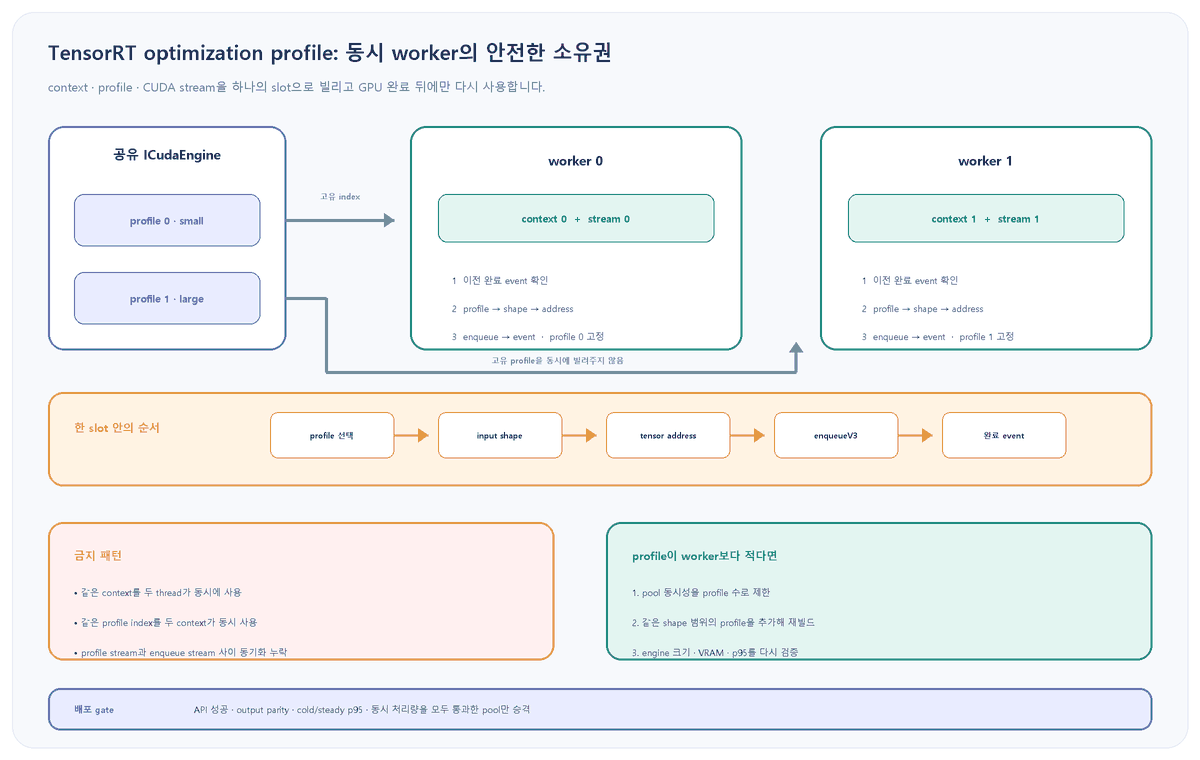 TensorRT optimization profile: 동시 worker의 안전한 소유권
context · profile · CUDA stream을 하나의 slot으로 빌리고 GPU 완료 뒤에만 다시 사용합니다.
공유 ICudaEngine
profile 0 · small
profile 1 · large
고유 index
worker 0
context 0 + stream 0
1 이전 완료 event 확인
2 profile → shape → address
3 enqueue → event · profile 0 고정
worker 1
context 1 + stream 1
1 이전 완료 event 확인
2 profile → shape → address
3 enqueue → event · profile 1 고정
고유 profile을 동시에 빌려주지 않음
한 slot 안의 순서
profile 선택
input shape
tensor address
enqueueV3
완료 event
금지 패턴
• 같은 context를 두 thread가 동시에 사용
• 같은 profile index를 두 context가 동시 사용
• profile stream과 enqueue stream 사이 동기화 누락
profile이 worker보다 적다면
1. pool 동시성을 profile 수로 제한
2. 같은 shape 범위의 profile을 추가해 재빌드
3. engine 크기 · VRAM · p95를 다시 검증
배포 gate
API 성공 · output parity · cold/steady p95 · 동시 처리량을 모두 통과한 pool만 승격